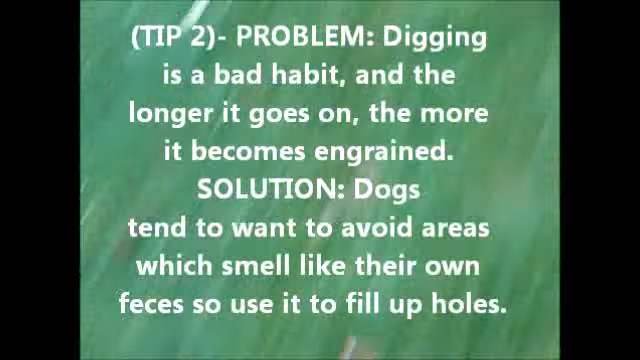 (TIP 2)- PROBLEM: Digging
is a bad habit, and the
longer it goes on, the more
it becomes engrained.
SOLUTION: Dogs
tend to want to avoid areas
which smell like their own
feces so use it to fill up holes.